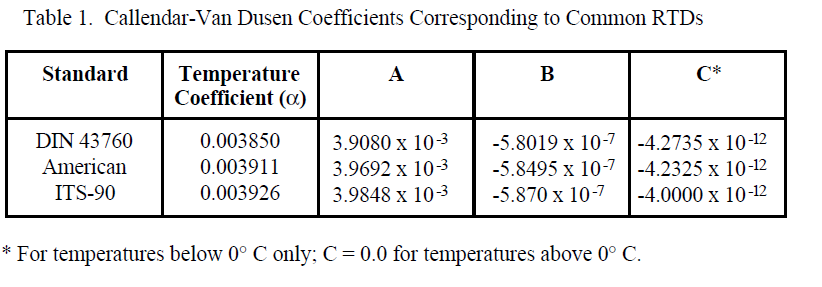 Table 1.  Callendar-Van Dusen Coefficients Corresponding to Common RTDs
Standard Temperature Coefficient (α) A B C*
DIN 43760 0.003850 3.9080 x 10-3 -5.8019 x 10-7 -4.2735 x 10-12
American 0.003911 3.9692 x 10-3 -5.8495 x 10-7 -4.2325 x 10-12
ITS-90 0.003926 3.9848 x 10-3 -5.870 x 10-7 -4.0000 x 10-12
* For temperatures below 0° C only; C = 0.0 for temperatures above 0° C.